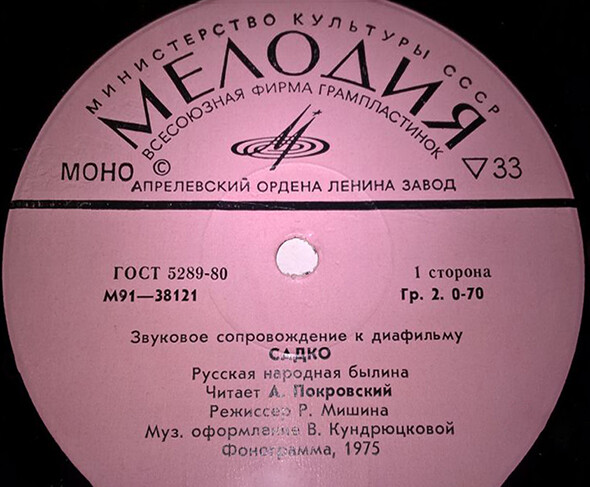 МИНИСТЕРСТВО КУЛЬТУРЫ СССР
МЕЛОДИЯ
ВСЕСОЮЗНАЯ ФИРМА ГРАМПЛАСТИНОК
МОНО © ▽ 33
АПРЕЛЕВСКИЙ ОРДЕНА ЛЕНИНА ЗАВОД
ГОСТ 5289-80 1 сторона
М91—38121 Гр. 2. 0-70
Звуковое сопровождение к диафильму
САДКО
Русская народная былина
Читает А. Покровский
Режиссер Р. Мишина
Муз. оформление В. Кундрюцковой
Фонограмма, 1975